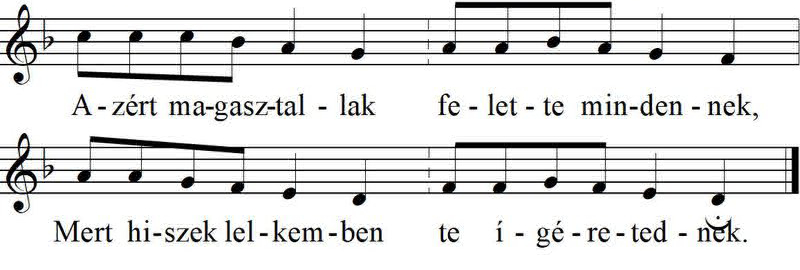 A-zért ma-gasz-tal-lak fe-let-te min-den-nek,
Mert hi-szek lel-kem-ben te í-gé-re-ted-nek.